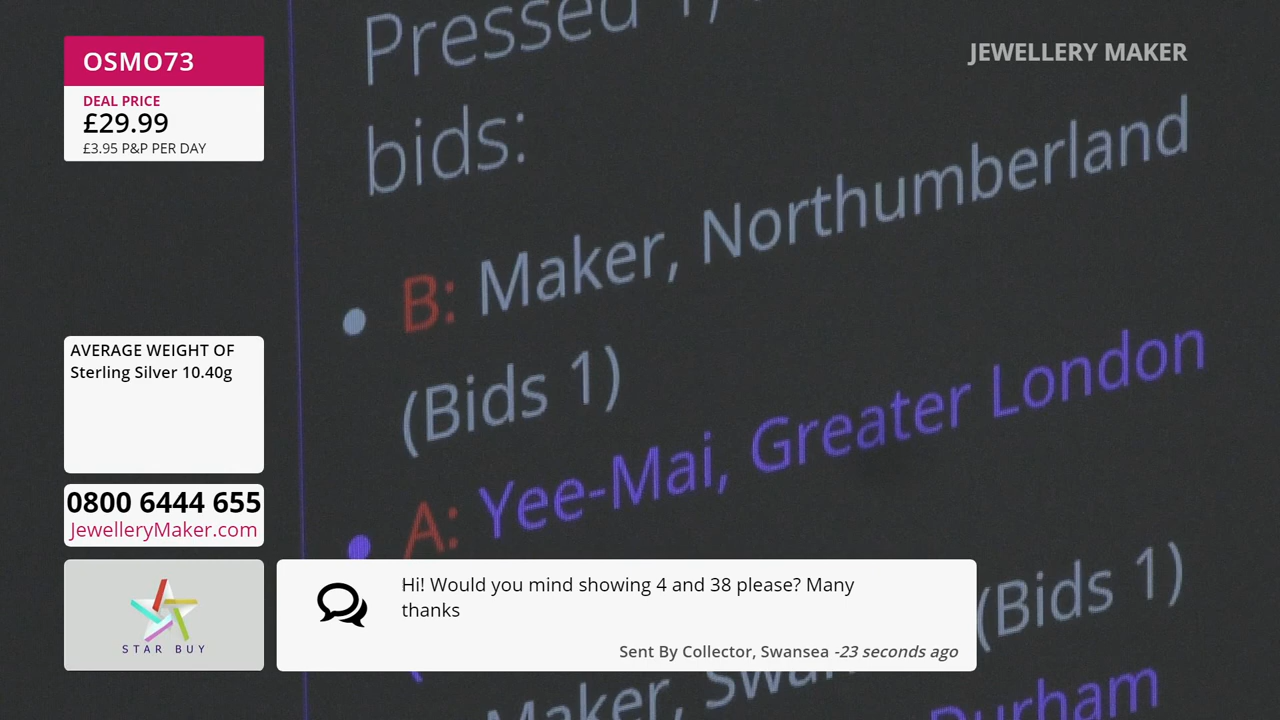 OSMO73
DEAL PRICE
£29.99
£3.95 P&P PER DAY
JEWELLERY MAKER
Pressed 1)
bids:
• B: Maker, Northumberland
(Bids 1)
• A: Yee-Mai, Greater London
(Bids 1)
Maker,
Durham
AVERAGE WEIGHT OF
Sterling Silver 10.40g
0800 6444 655
JewelleryMaker.com
STAR BUY
Hi! Would you mind showing 4 and 38 please? Many
thanks
Sent By Collector, Swansea -23 seconds ago